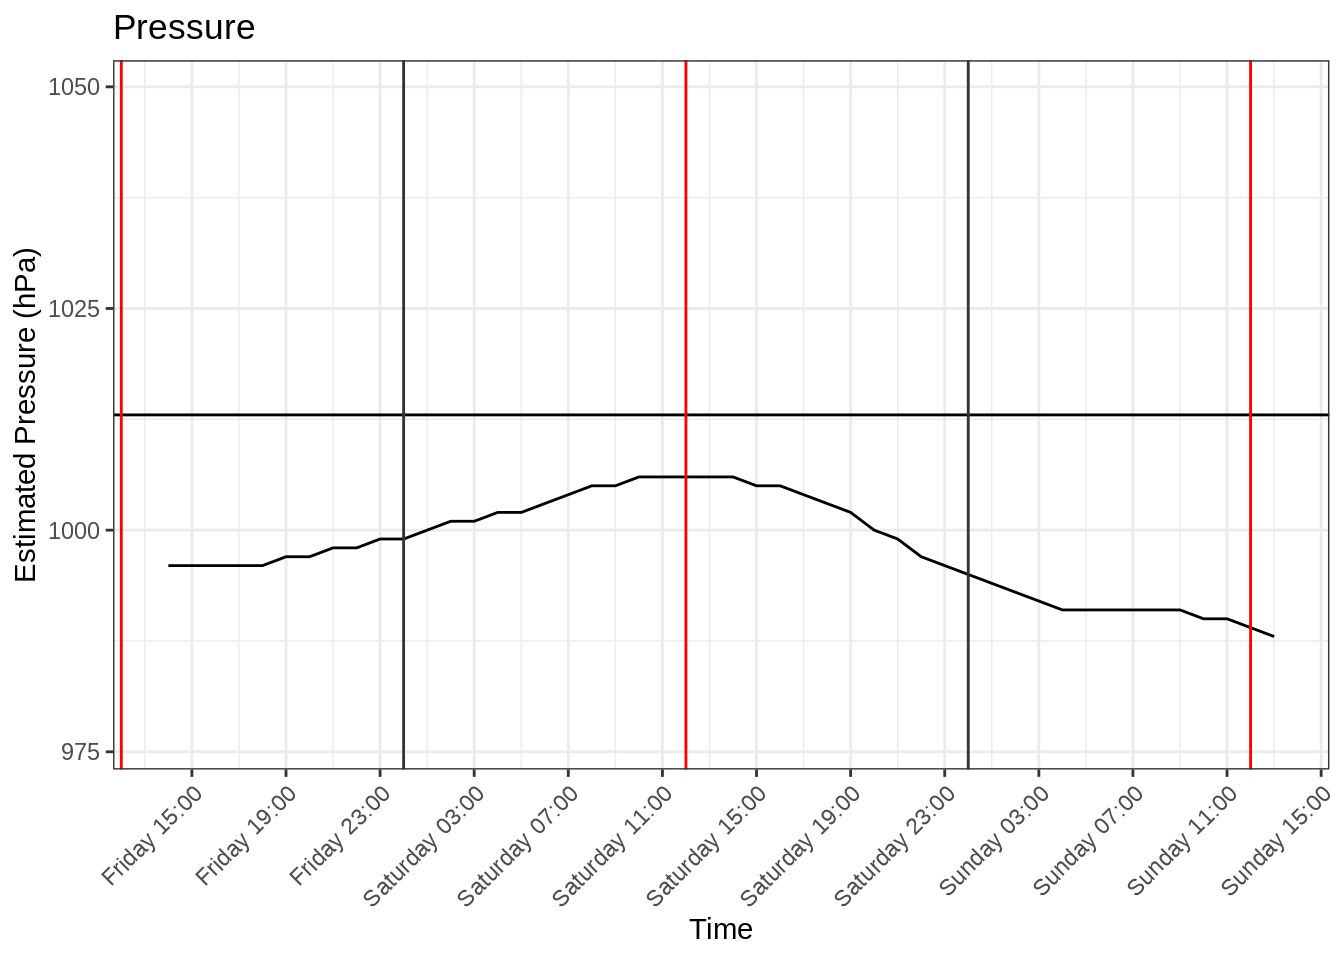 Pressure
Estimated Pressure (hPa)
1050
1025
1000
975
Friday 15:00
Friday 19:00
Friday 23:00
Saturday 03:00
Saturday 07:00
Saturday 11:00
Saturday 15:00
Saturday 19:00
Saturday 23:00
Sunday 03:00
Sunday 07:00
Sunday 11:00
Sunday 15:00
Time